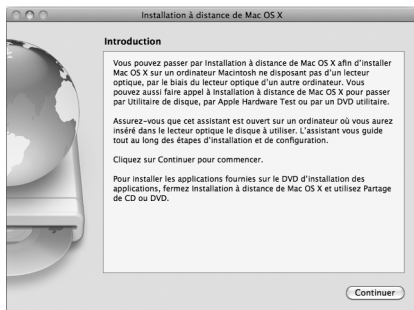 Installation à distance de Mac OS X
Introduction
Vous pouvez passer par Installation à distance de Mac OS X afin d'installer
Mac OS X sur un ordinateur Macintosh ne disposant pas d'un lecteur
optique, par le biais du lecteur optique d'un autre ordinateur. Vous
pouvez aussi faire appel à Installation à distance de Mac OS X pour passer
par Utilitaire de disque, par Apple Hardware Test ou par un DVD utilitaire.
Assurez-vous que cet assistant est ouvert sur un ordinateur où vous aurez
inséré dans le lecteur optique le disque à utiliser. L'assistant vous guide
tout au long des étapes d'installation et de configuration.
Cliquez sur Continuer pour commencer.
Pour installer les applications fournies sur le DVD d'installation des
applications, fermez Installation à distance de Mac OS X et utilisez Partage
de CD ou DVD.
Continuer